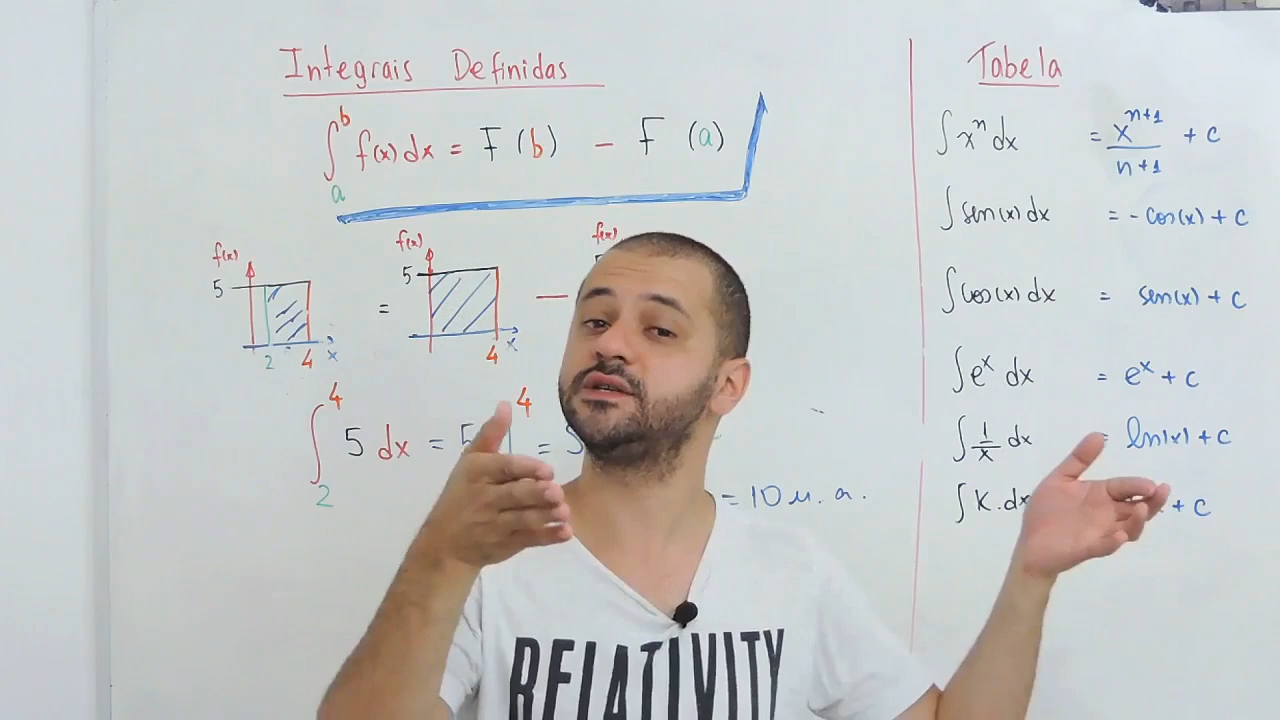 Integrais Definidas
∫ₐᵇ f(x) dx = F (b) − F (a)
f(x) 5 2 4 x = f(x) 5 4 x − f(x)
∫₂⁴ 5 dx = 5 |⁴ = 5
= 10 u. a.
Tabela
∫ xⁿ dx = xⁿ⁺¹/n+1 + c
∫ sen(x) dx = - cos(x) + c
∫ cos(x) dx = sen(x) + c
∫ eˣ dx = eˣ + c
∫ 1/x dx = ln|x| + c
∫ K. dx + c
RELATIVITY